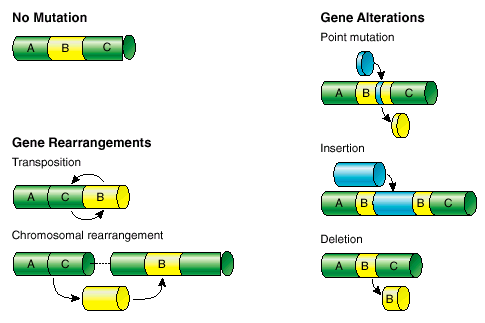 No Mutation
A B C
Gene Rearrangements
Transposition
A C B
Chromosomal rearrangement
A C B
Gene Alterations
Point mutation
A B C
Insertion
A B B C
Deletion
A B C
B